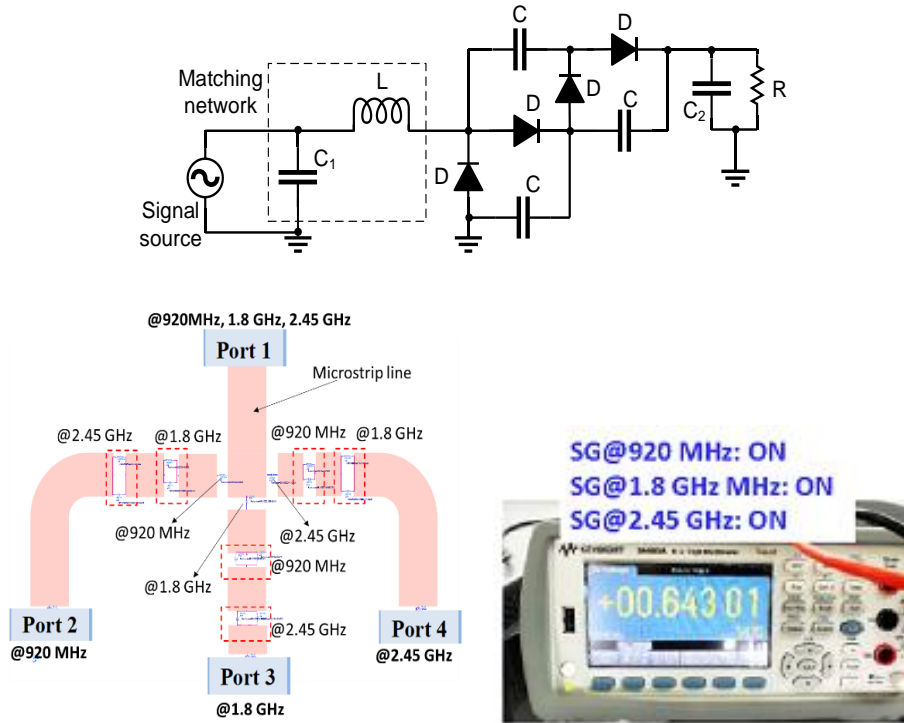 C
D
Matching
network
L
D
R
D
C
C2
C1
D
C
Signal
source
@920MHz, 1.8 GHz, 2.45 GHz
Port 1
Microstrip line
@2.45 GHz
@1.8 GHz
@920 MHz
@1.8 GHz
@920 MHz
@2.45 GHz
@1.8 GHz
@920 MHz
@2.45 GHz
Port 2
@920 MHz
Port 3
@1.8 GHz
Port 4
@2.45 GHz
SG@920 MHz: ON
SG@1.8 GHz MHz: ON
SG@2.45 GHz: ON
+00.643 01